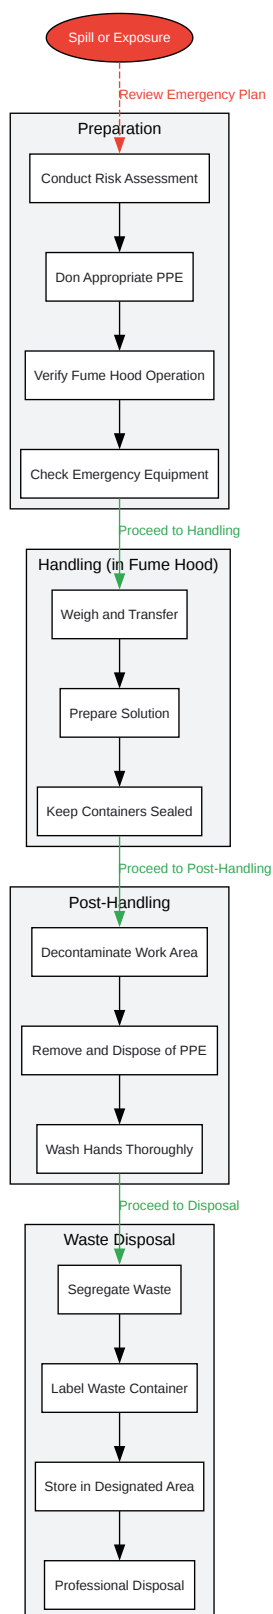 Spill or Exposure
Review Emergency Plan
Preparation
Conduct Risk Assessment
Don Appropriate PPE
Verify Fume Hood Operation
Check Emergency Equipment
Proceed to Handling
Handling (in Fume Hood)
Weigh and Transfer
Prepare Solution
Keep Containers Sealed
Proceed to Post-Handling
Post-Handling
Decontaminate Work Area
Remove and Dispose of PPE
Wash Hands Thoroughly
Proceed to Disposal
Waste Disposal
Segregate Waste
Label Waste Container
Store in Designated Area
Professional Disposal